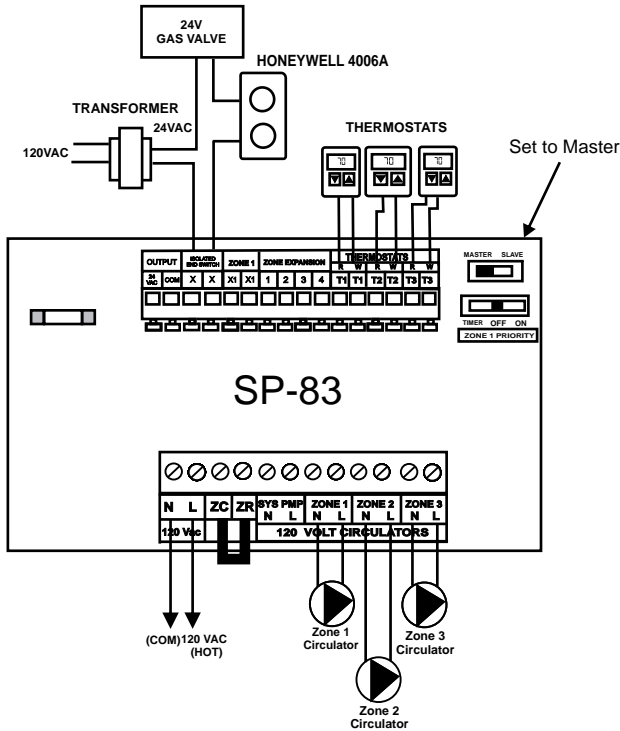 24V
GAS VALVE
HONEYWELL 4006A
TRANSFORMER
24VAC
120VAC
THERMOSTATS
Set to Master
70 70 70
OUTPUT ISOLATED END SWITCH ZONE 1 ZONE EXPANSION THERMOSTATS
R W R W R W
24 VAC COM X X X1 X1 1 2 3 4 T1 T1 T2 T2 T3 T3
MASTER SLAVE
TIMER OFF ON
ZONE 1 PRIORITY
SP-83
N L ZC ZR SYS PMP ZONE 1 ZONE 2 ZONE 3
N L N L N L N L
120 Vac 120 VOLT CIRCULATORS
(COM) 120 VAC
(HOT)
Zone 1
Circulator
Zone 3
Circulator
Zone 2
Circulator